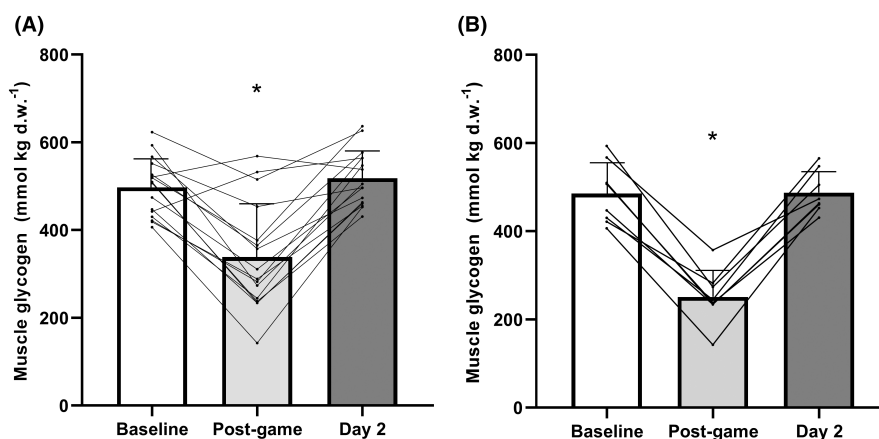 (A)
Muscle glycogen (mmol kg d.w.⁻¹)
800
600
400
200
0
*
Baseline Post-game Day 2
(B)
Muscle glycogen (mmol kg d.w.⁻¹)
800
600
400
200
0
*
Baseline Post-game Day 2